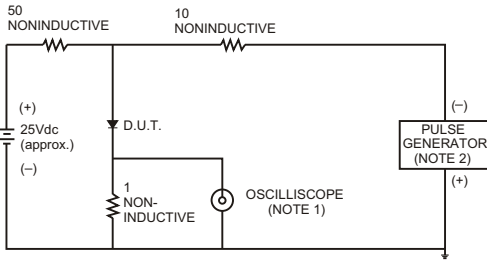 50
NONINDUCTIVE
10
NONINDUCTIVE
(+)
25Vdc
(approx.)
(–)
D.U.T.
1
NON-
INDUCTIVE
OSCILLISCOPE
(NOTE 1)
(–)
PULSE
GENERATOR
(NOTE 2)
(+)